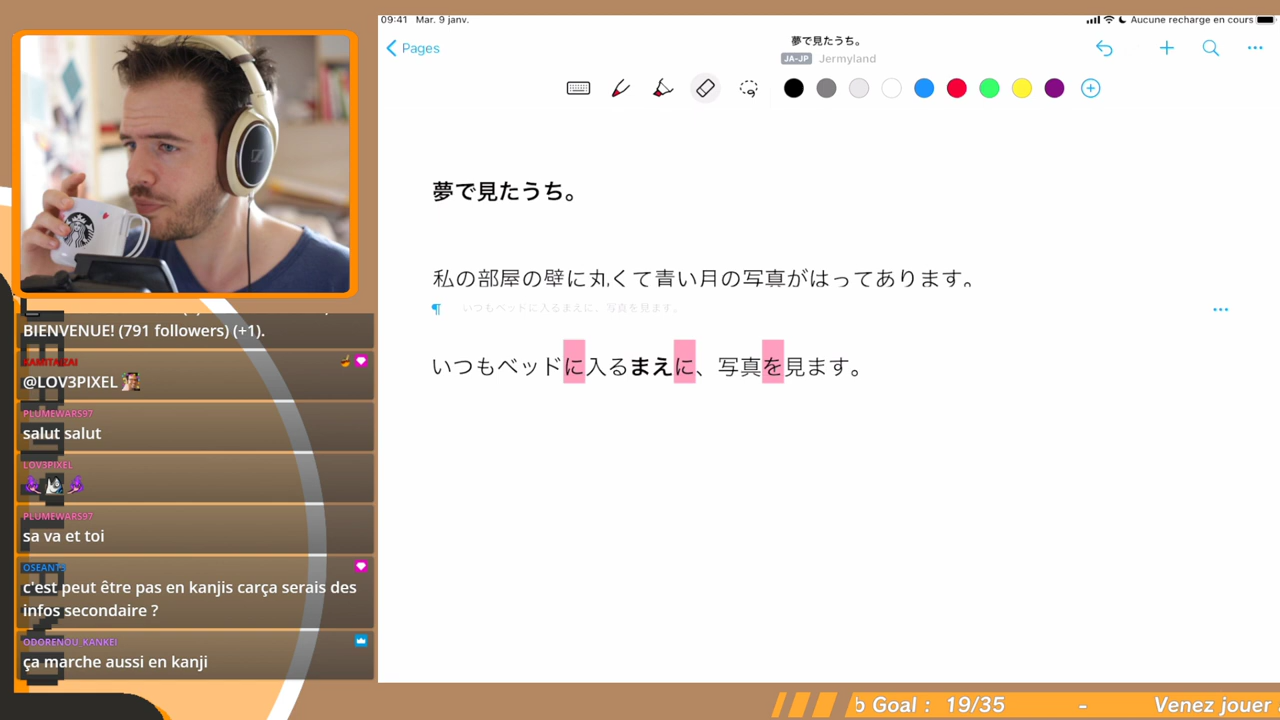 09:41 Mar. 9 janv.
Aucune recharge en cours
Pages
夢で見たうち。
JA-JP Jermyland
夢で見たうち。
私の部屋の壁に丸くて青い月の写真がはってあります。
¶ いつもベッドに入るまえに、写真を見ます。
いつもベッドに入るまえに、写真を見ます。
BIENVENUE! (791 followers) (+1).
@LOV3PIXEL
PLUMEWARS97
salut salut
LOV3PIXEL
PLUMEWARS97
sa va et toi
c'est peut être pas en kanjis carça serais des
infos secondaire ?
ODORENOU-KANKEI
ça marche aussi en kanji
b Goal : 19/35 - Venez jouer